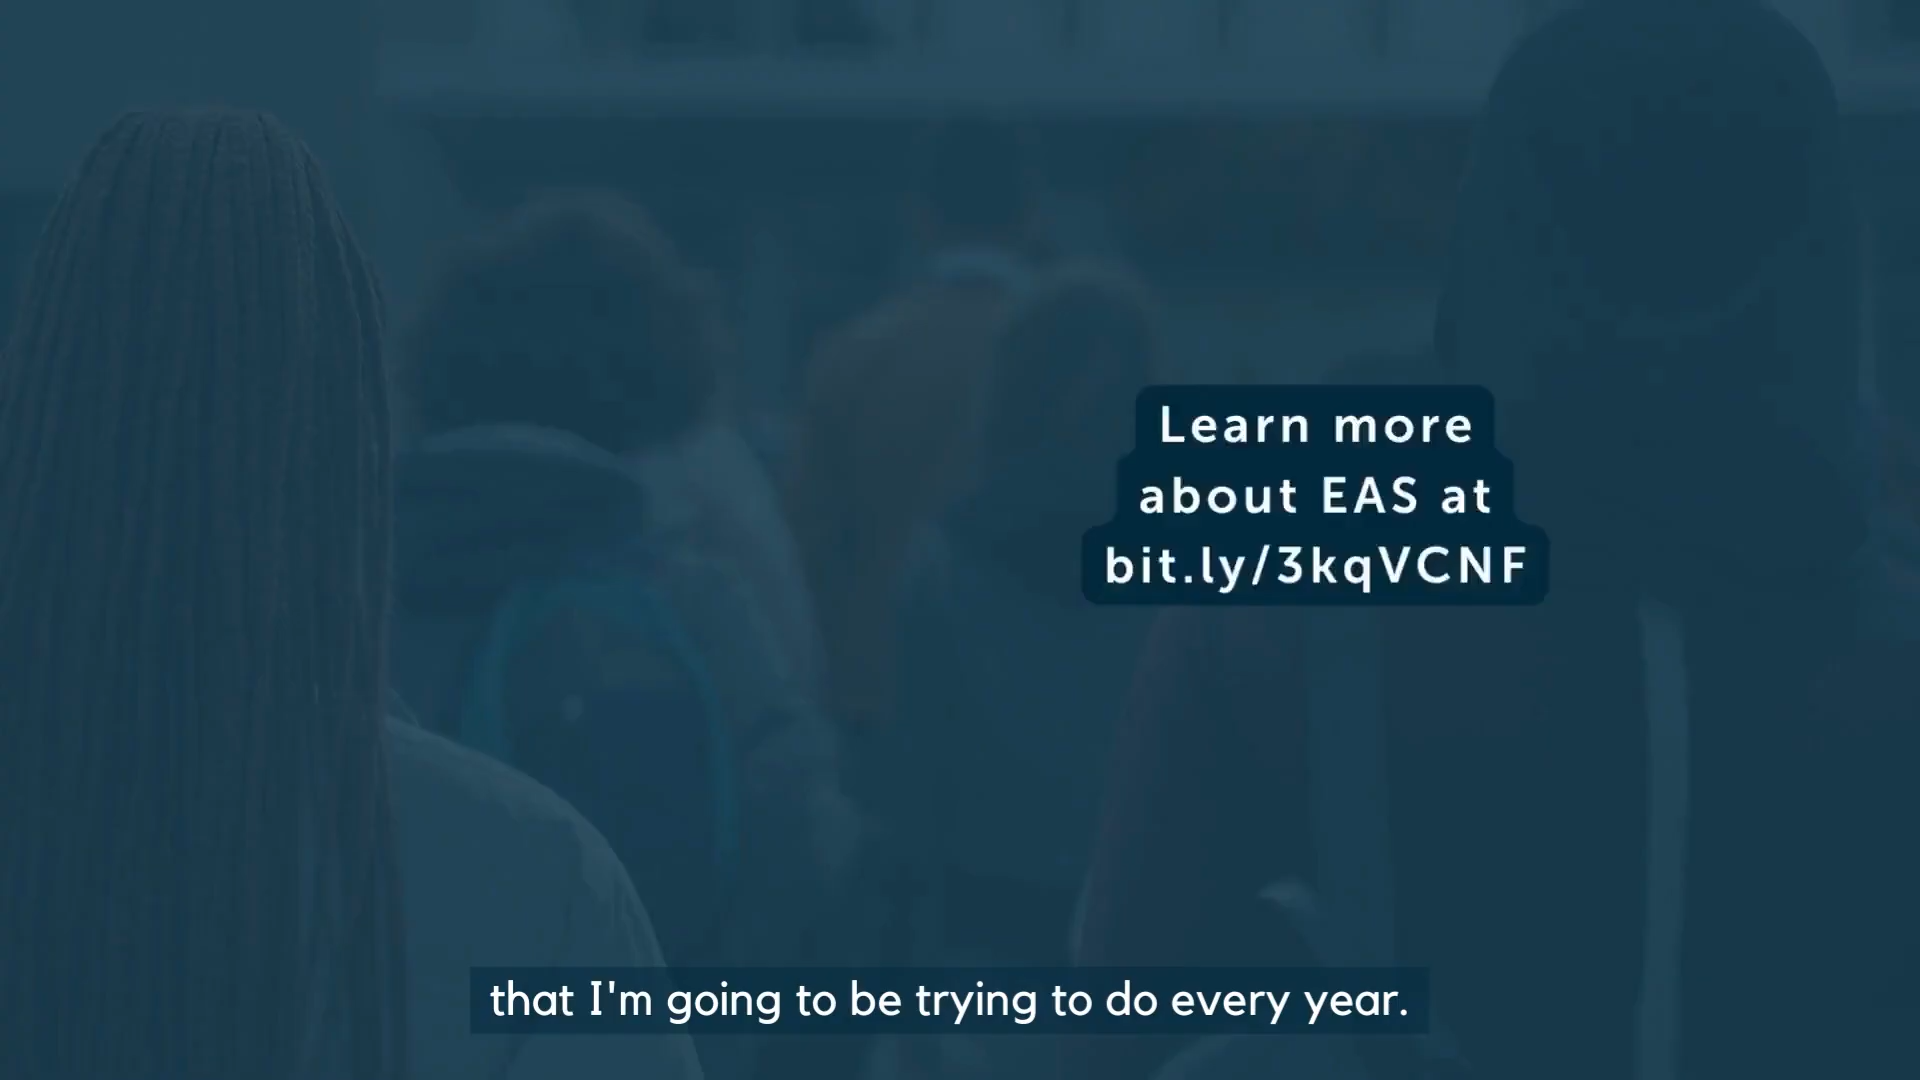 Learn more
about EAS at
bit.ly/3kqVCNF
that I'm going to be trying to do every year.